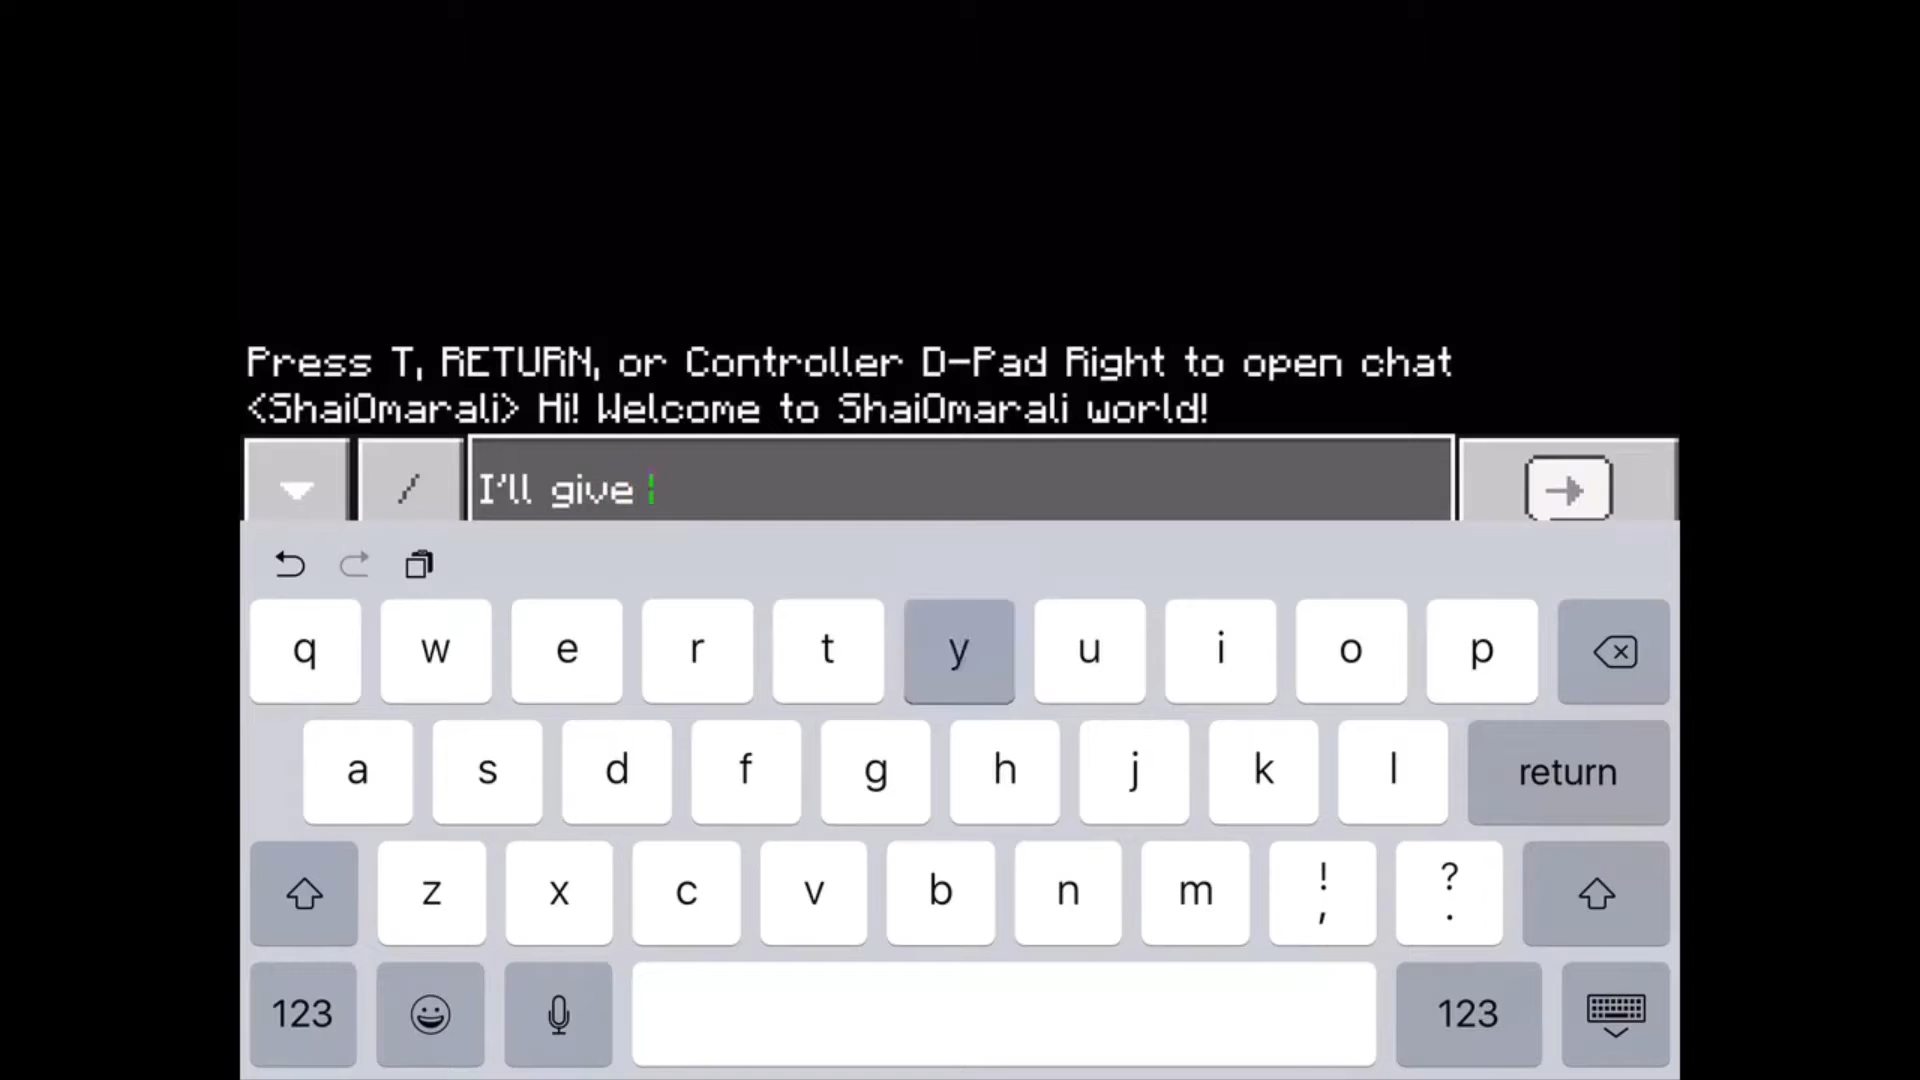 Press T, RETURN, or Controller D-Pad Right to open chat
<ShaiOmarali> Hi! Welcome to ShaiOmarali world!
/ I'll give
q w e r t y u i o p
a s d f g h j k l return
z x c v b n m ! , ? .
123 123